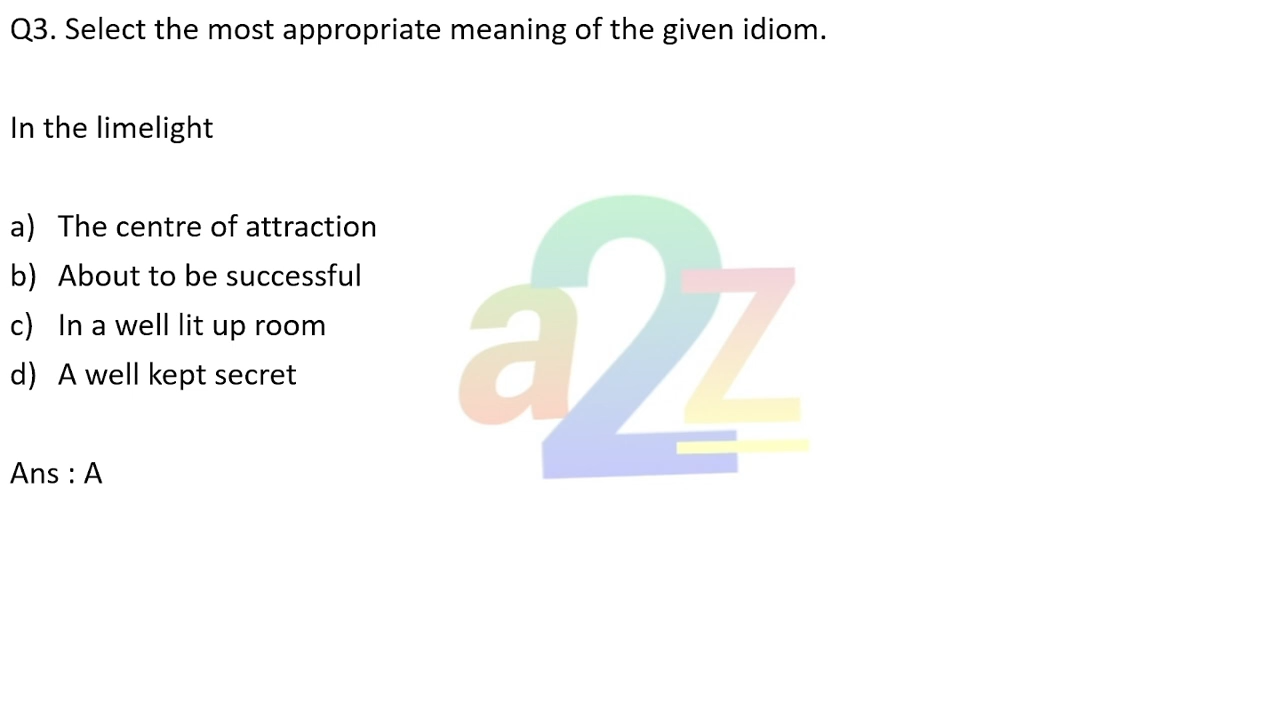 Q3. Select the most appropriate meaning of the given idiom.
In the limelight
a) The centre of attraction
b) About to be successful
c) In a well lit up room
d) A well kept secret
Ans : A
a2z